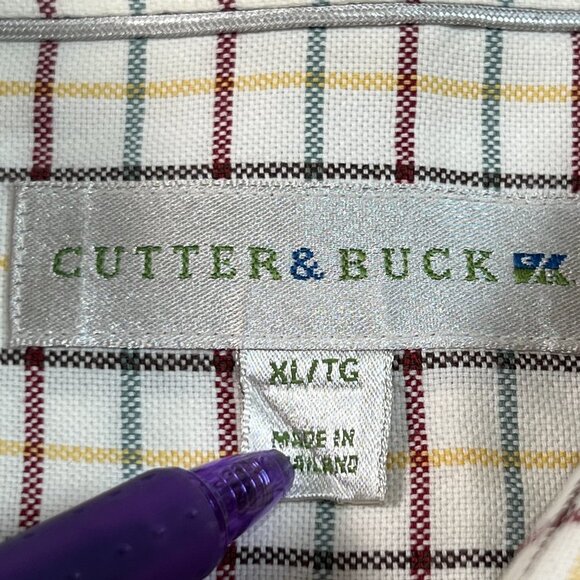 CUTTER & BUCK
XL/TG
MADE IN